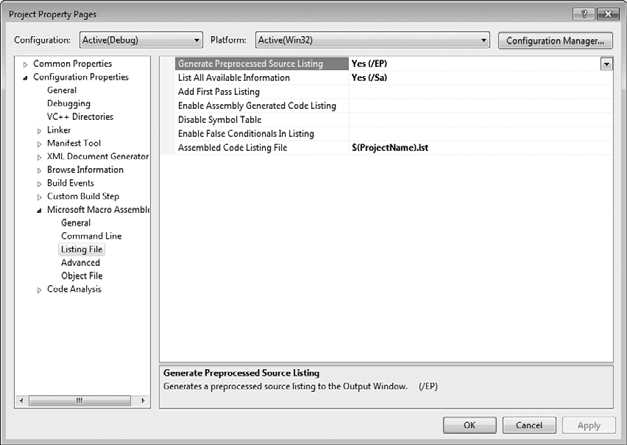 Project Property Pages
Configuration: Active(Debug) Platform: Active(Win32) Configuration Manager...
Common Properties
Configuration Properties
General
Debugging
VC++ Directories
Linker
Manifest Tool
XML Document Generator
Browse Information
Build Events
Custom Build Step
Microsoft Macro Assemble
General
Command Line
Listing File
Advanced
Object File
Code Analysis
Generate Preprocessed Source Listing Yes (/EP)
List All Available Information Yes (/Sa)
Add First Pass Listing
Enable Assembly Generated Code Listing
Disable Symbol Table
Enable False Conditionals In Listing
Assembled Code Listing File $(ProjectName).lst
Generate Preprocessed Source Listing
Generates a preprocessed source listing to the Output Window. (/EP)
OK Cancel Apply